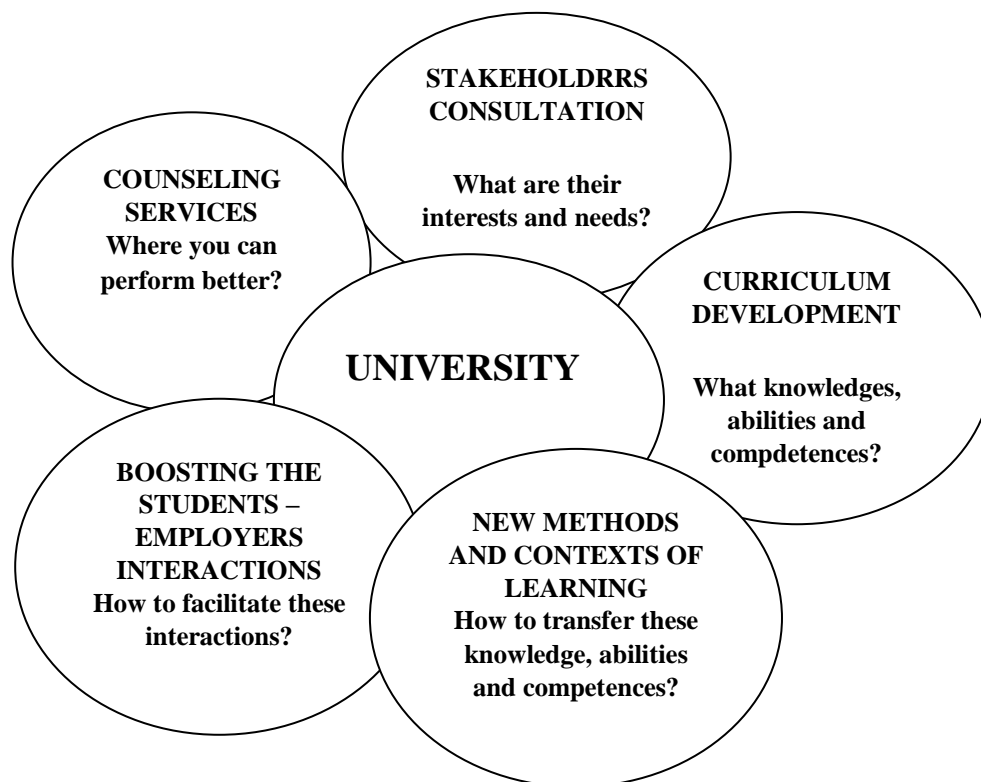 STAKEHOLDRRS
CONSULTATION
What are their
interests and needs?
COUNSELING
SERVICES
Where you can
perform better?
CURRICULUM
DEVELOPMENT
What knowledges,
abilities and
compdetences?
UNIVERSITY
BOOSTING THE
STUDENTS –
EMPLOYERS
INTERACTIONS
How to facilitate these
interactions?
NEW METHODS
AND CONTEXTS OF
LEARNING
How to transfer these
knowledge, abilities
and competences?